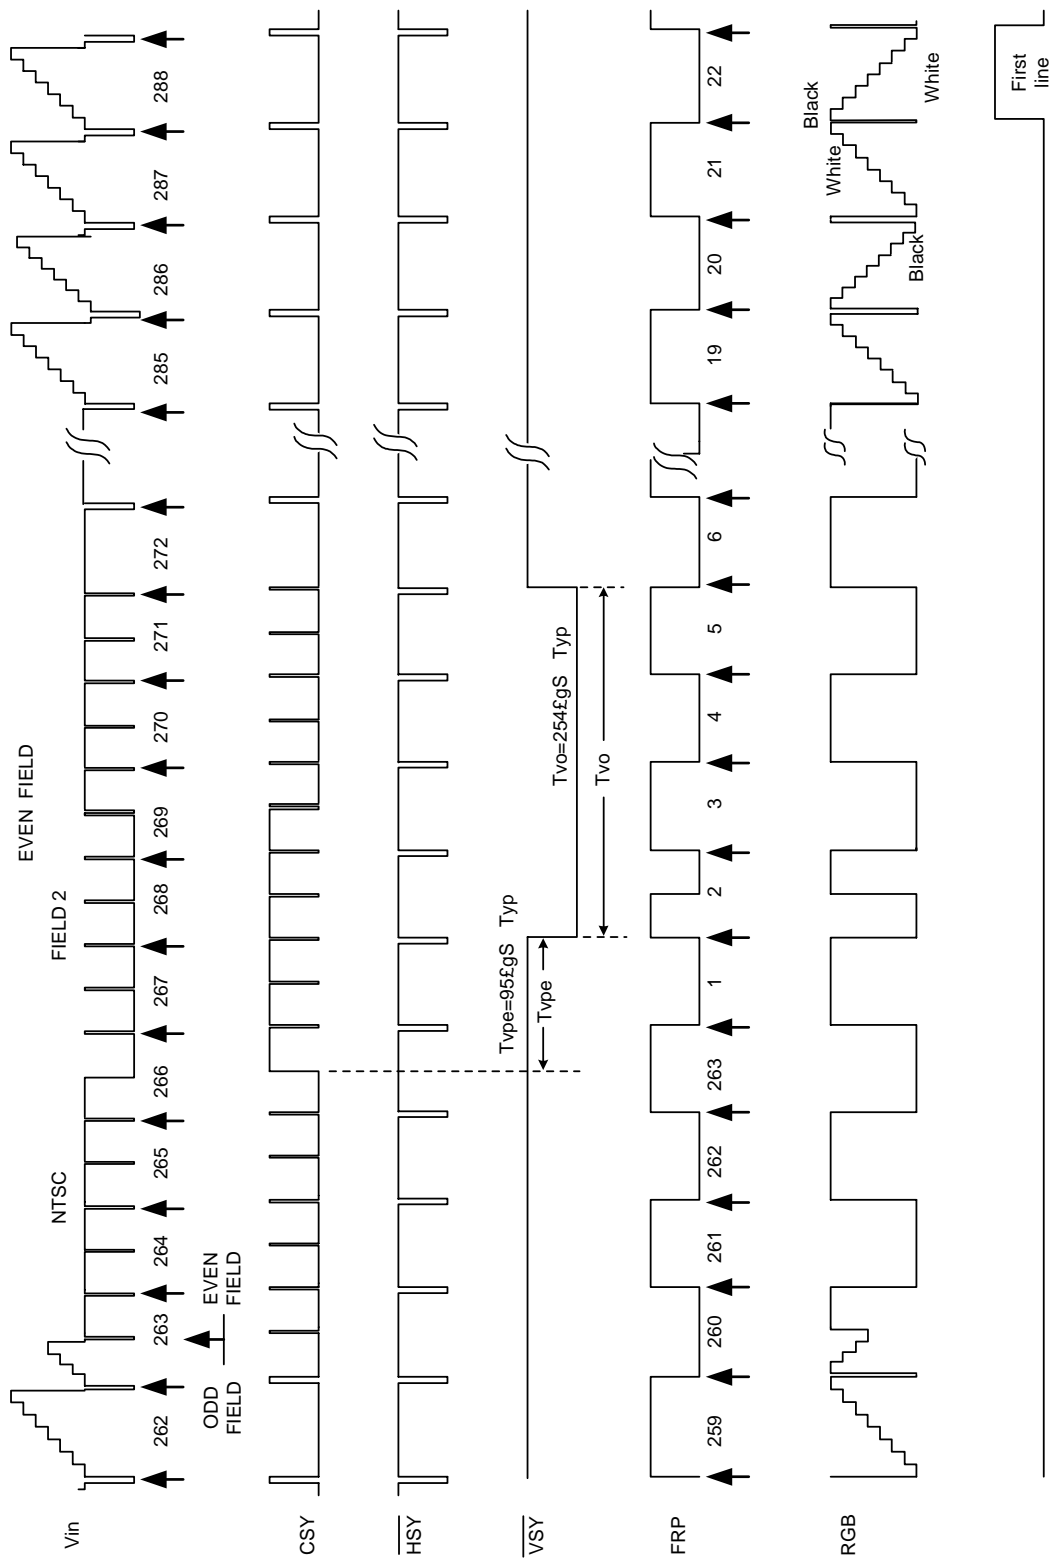 EVEN FIELD
NTSC FIELD 2
Vin
262 263 264 265 266 267 268 269 270 271 272 285 286 287 288
ODD FIELD
EVEN FIELD
CSY
HSY
VSY
Tvpe=95£gS Typ
Tvpe
Tvo=254£gS Typ
Tvo
FRP
259 260 261 262 263 1 2 3 4 5 6 19 20 21 22
RGB
White
Black
Black
White
First
line